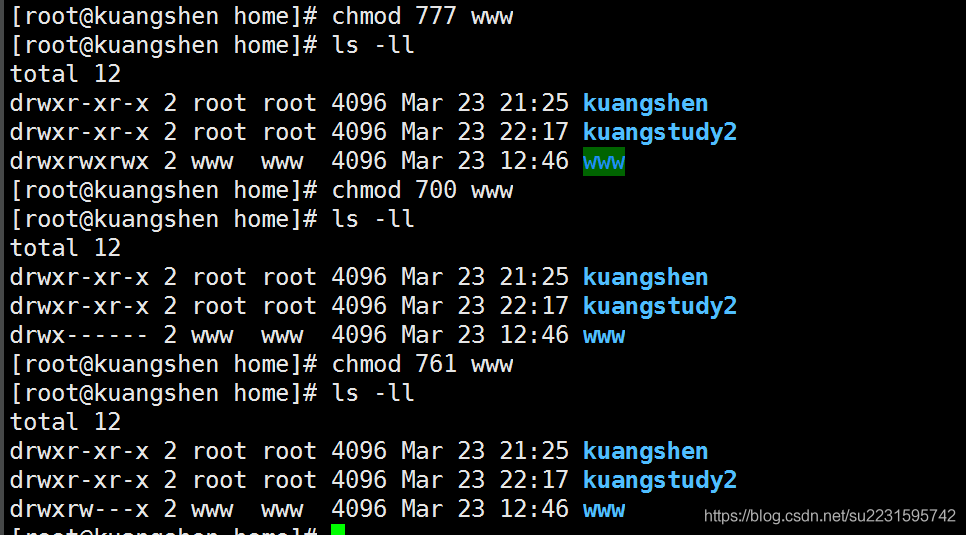 [root@kuangshen home]# chmod 777 www
[root@kuangshen home]# ls -ll
total 12
drwxr-xr-x 2 root root 4096 Mar 23 21:25 kuangshen
drwxr-xr-x 2 root root 4096 Mar 23 22:17 kuangstudy2
drwxrwxrwx 2 www  www  4096 Mar 23 12:46 www
[root@kuangshen home]# chmod 700 www
[root@kuangshen home]# ls -ll
total 12
drwxr-xr-x 2 root root 4096 Mar 23 21:25 kuangshen
drwxr-xr-x 2 root root 4096 Mar 23 22:17 kuangstudy2
drwx------ 2 www  www  4096 Mar 23 12:46 www
[root@kuangshen home]# chmod 761 www
[root@kuangshen home]# ls -ll
total 12
drwxr-xr-x 2 root root 4096 Mar 23 21:25 kuangshen
drwxr-xr-x 2 root root 4096 Mar 23 22:17 kuangstudy2
drwxrw---x 2 www  www  4096 Mar 23 12:46 www
[root@kuangshen home]#
https://blog.csdn.net/su2231595742